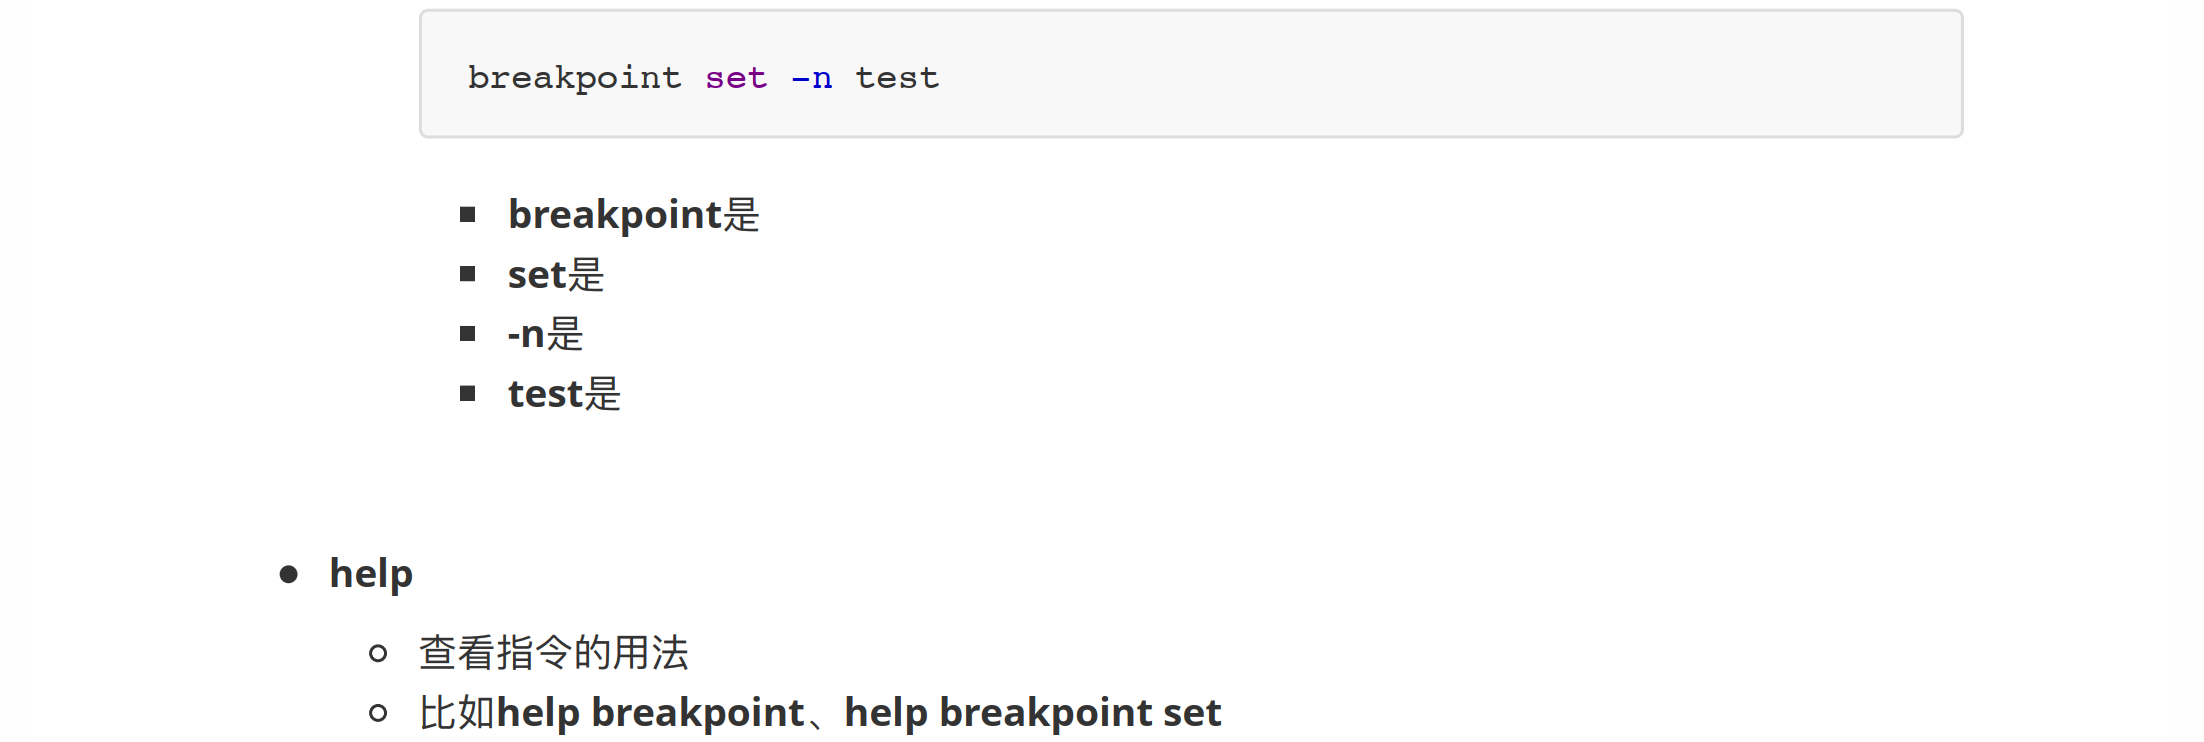 breakpoint set -n test
breakpoint是
set是
-n是
test是
help
查看指令的用法
比如help breakpoint、help breakpoint set